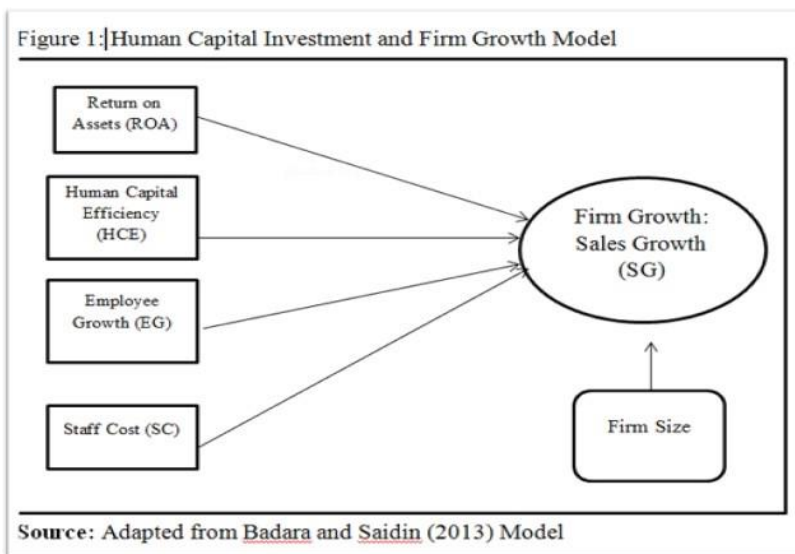 Figure 1: Human Capital Investment and Firm Growth Model
Return on
Assets (ROA)
Human Capital
Efficiency
(HCE)
Employee
Growth (EG)
Staff Cost (SC)
Firm Growth:
Sales Growth
(SG)
Firm Size
Source: Adapted from Badara and Saidin (2013) Model